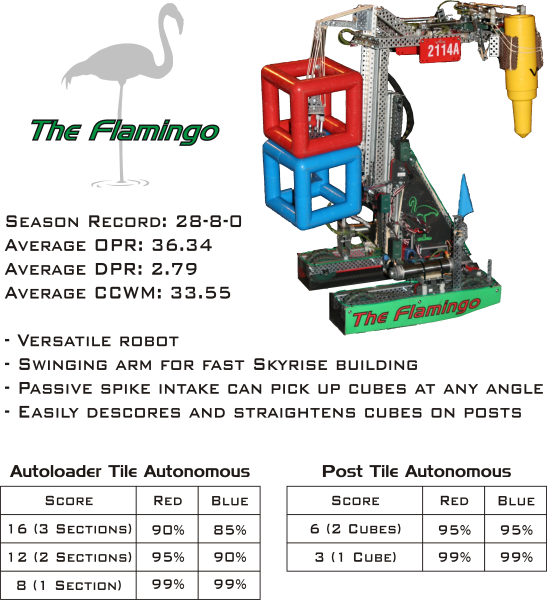 2114A
The Flamingo
The Flamingo
Season Record: 28-8-0
Average OPR: 36.34
Average DPR: 2.79
Average CCWM: 33.55
- Versatile robot
- Swinging arm for fast Skyrise building
- Passive spike intake can pick up cubes at any angle
- Easily descores and straightens cubes on posts
Autoloader Tile Autonomous
Score Red Blue
16 (3 Sections) 90% 85%
12 (2 Sections) 95% 90%
8 (1 Section) 99% 99%
Post Tile Autonomous
Score Red Blue
6 (2 Cubes) 95% 95%
3 (1 Cube) 99% 99%